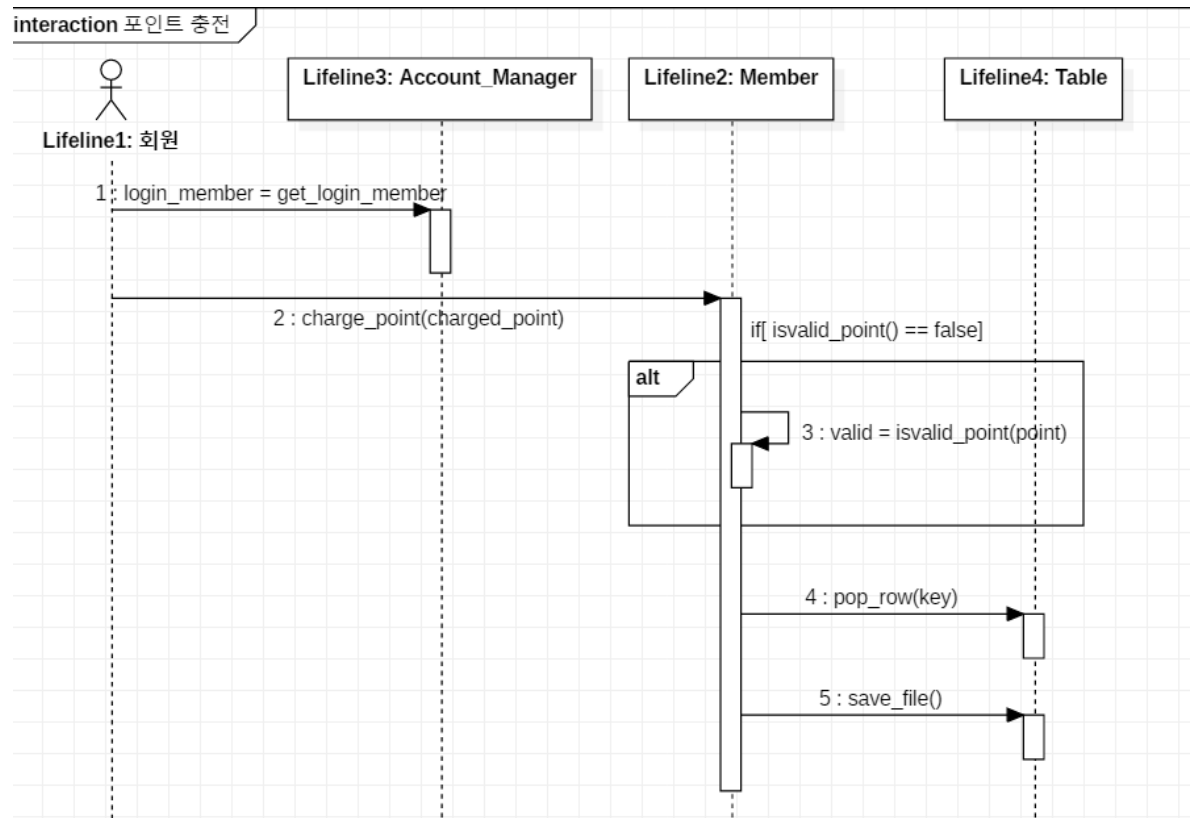 interaction 포인트 충전
Lifeline3: Account_Manager
Lifeline2: Member
Lifeline4: Table
Lifeline1: 회원
1 : login_member = get_login_member
2 : charge_point(charged_point)
if[ isvalid_point() == false]
alt
3 : valid = isvalid_point(point)
4 : pop_row(key)
5 : save_file()